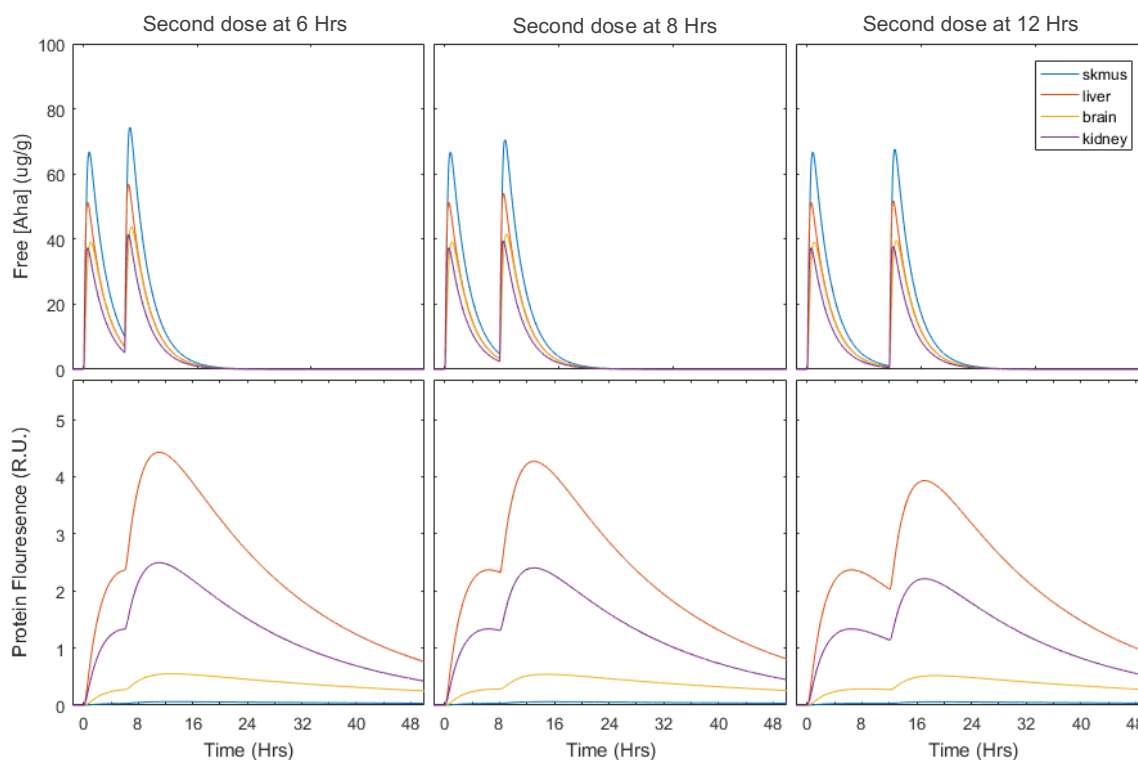 Second dose at 6 Hrs
Second dose at 8 Hrs
Second dose at 12 Hrs
100
80
60
40
20
0
Free [Aha] (ug/g)
skmus
liver
brain
kidney
5
4
3
2
1
0
Protein Flouresence (R.U.)
0 8 16 24 32 40 48
0 8 16 24 32 40 48
0 8 16 24 32 40 48
Time (Hrs)
Time (Hrs)
Time (Hrs)